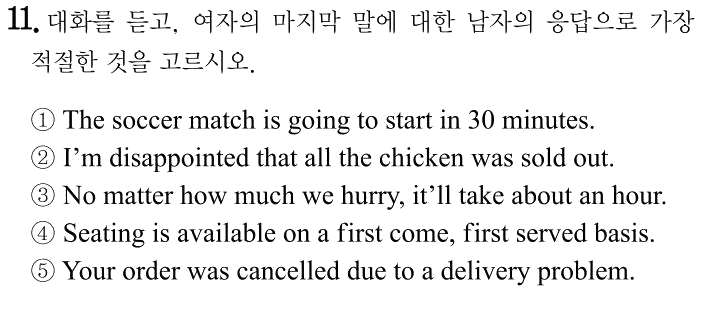 11. 대화를 듣고, 여자의 마지막 말에 대한 남자의 응답으로 가장
적절한 것을 고르시오.
① The soccer match is going to start in 30 minutes.
② I’m disappointed that all the chicken was sold out.
③ No matter how much we hurry, it’ll take about an hour.
④ Seating is available on a first come, first served basis.
⑤ Your order was cancelled due to a delivery problem.